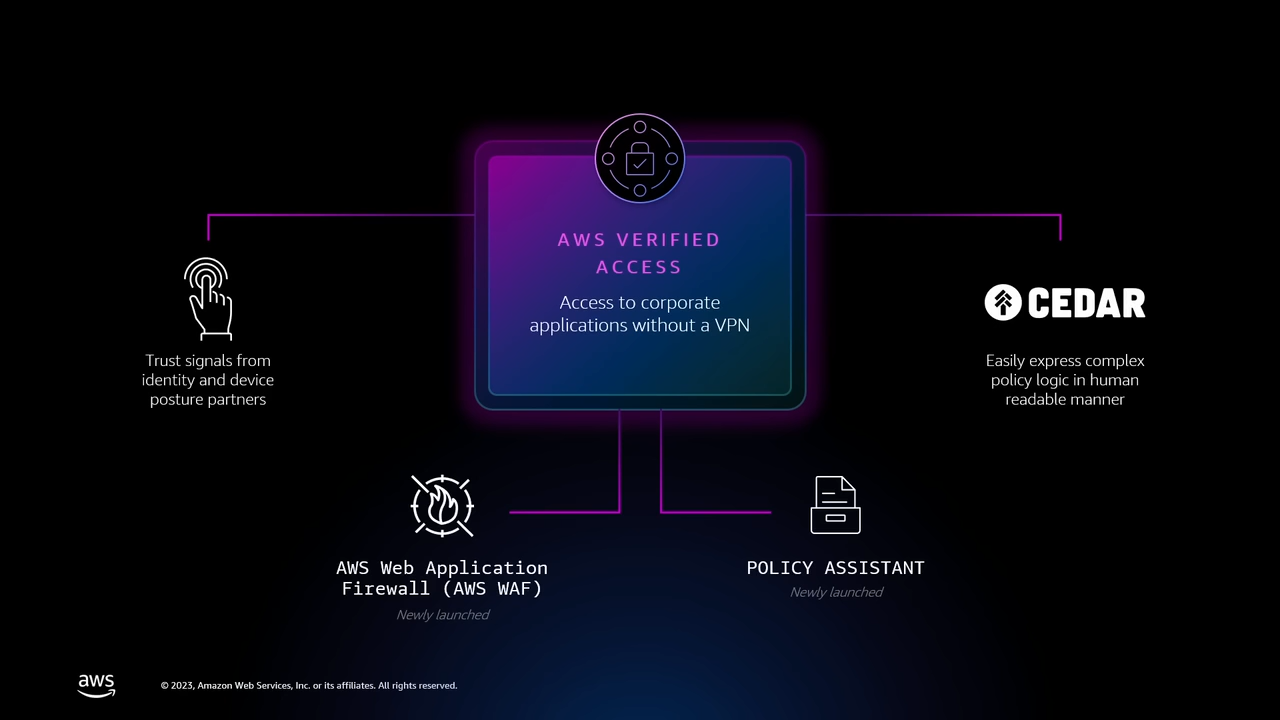 AWS VERIFIED
ACCESS
Access to corporate
applications without a VPN
Trust signals from
identity and device
posture partners
CEDAR
Easily express complex
policy logic in human
readable manner
AWS Web Application
Firewall (AWS WAF)
Newly launched
POLICY ASSISTANT
Newly launched
aws
© 2023, Amazon Web Services, Inc. or its affiliates. All rights reserved.